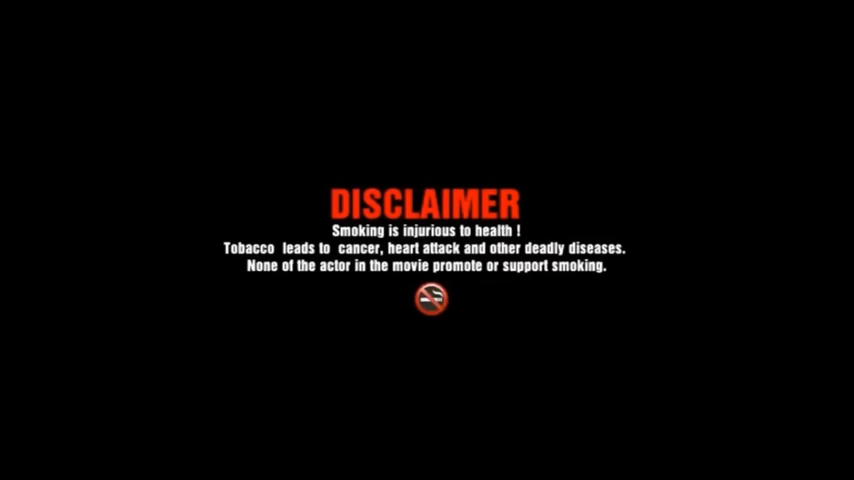 DISCLAIMER
Smoking is injurious to health !
Tobacco leads to cancer, heart attack and other deadly diseases.
None of the actor in the movie promote or support smoking.